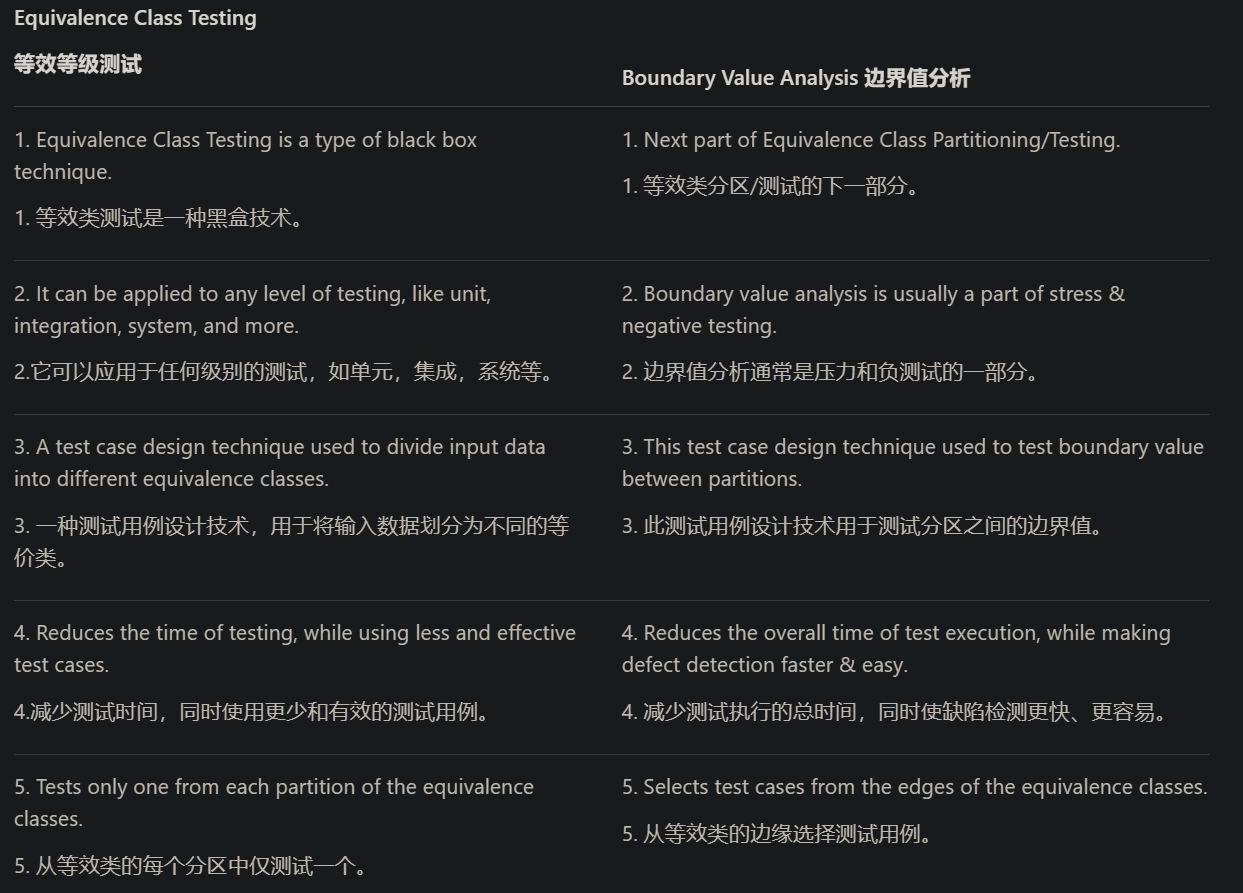 Equivalence Class Testing
等效等级测试
Boundary Value Analysis 边界值分析
1. Equivalence Class Testing is a type of black box
technique.
1. 等效类测试是一种黑盒技术。
1. Next part of Equivalence Class Partitioning/Testing.
1. 等效类分区/测试的下一部分。
2. It can be applied to any level of testing, like unit,
integration, system, and more.
2.它可以应用于任何级别的测试，如单元，集成，系统等。
2. Boundary value analysis is usually a part of stress &
negative testing.
2. 边界值分析通常是压力和负测试的一部分。
3. A test case design technique used to divide input data
into different equivalence classes.
3. 一种测试用例设计技术，用于将输入数据划分为不同的等
价类。
3. This test case design technique used to test boundary value
between partitions.
3. 此测试用例设计技术用于测试分区之间的边界值。
4. Reduces the time of testing, while using less and effective
test cases.
4.减少测试时间，同时使用更少和有效的测试用例。
4. Reduces the overall time of test execution, while making
defect detection faster & easy.
4. 减少测试执行的总时间，同时使缺陷检测更快、更容易。
5. Tests only one from each partition of the equivalence
classes.
5. 从等效类的每个分区中仅测试一个。
5. Selects test cases from the edges of the equivalence classes.
5. 从等效类的边缘选择测试用例。